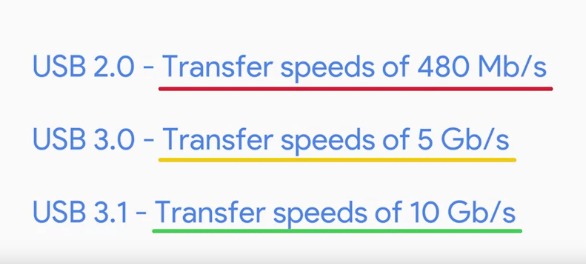 USB 2.0 - Transfer speeds of 480 Mb/s
USB 3.0 - Transfer speeds of 5 Gb/s
USB 3.1 - Transfer speeds of 10 Gb/s